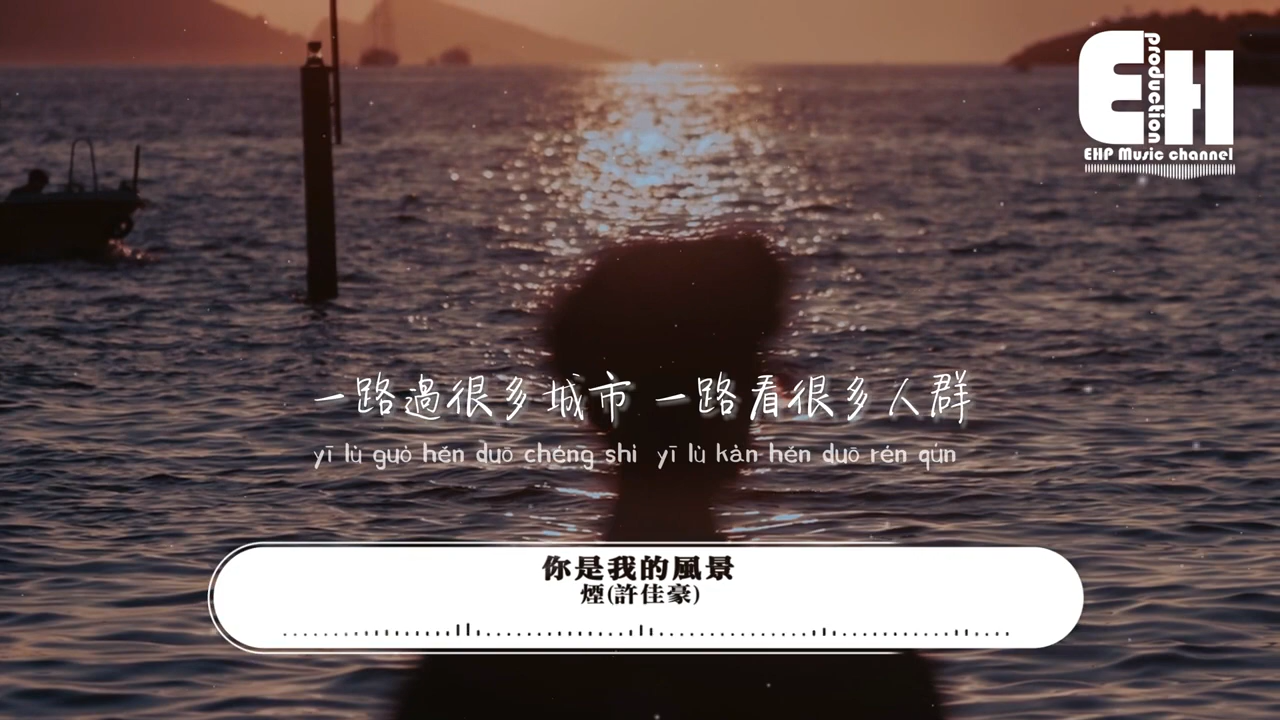 EH
production
EHP Music channel
一路過很多城市 一路看很多人群
yī lù guò hěn duō chéng shì yī lù kàn hěn duō rén qún
你是我的風景
煙(許佳豪)